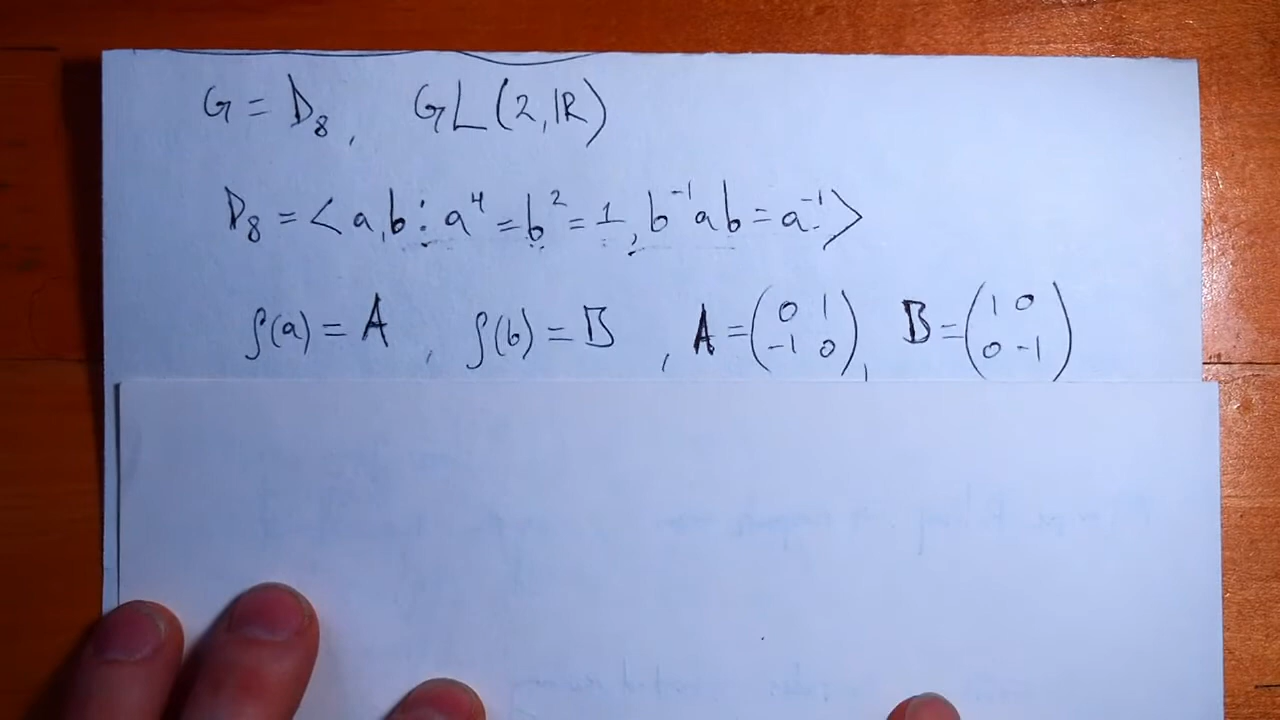 G = D₈, GL(2,ℝ)
D₈ = <a,b : a⁴ = b² = 1, b⁻¹ab = a⁻¹>
ρ(a) = A, ρ(b) = B, A = (0 1 -1 0), B = (1 0 0 -1)